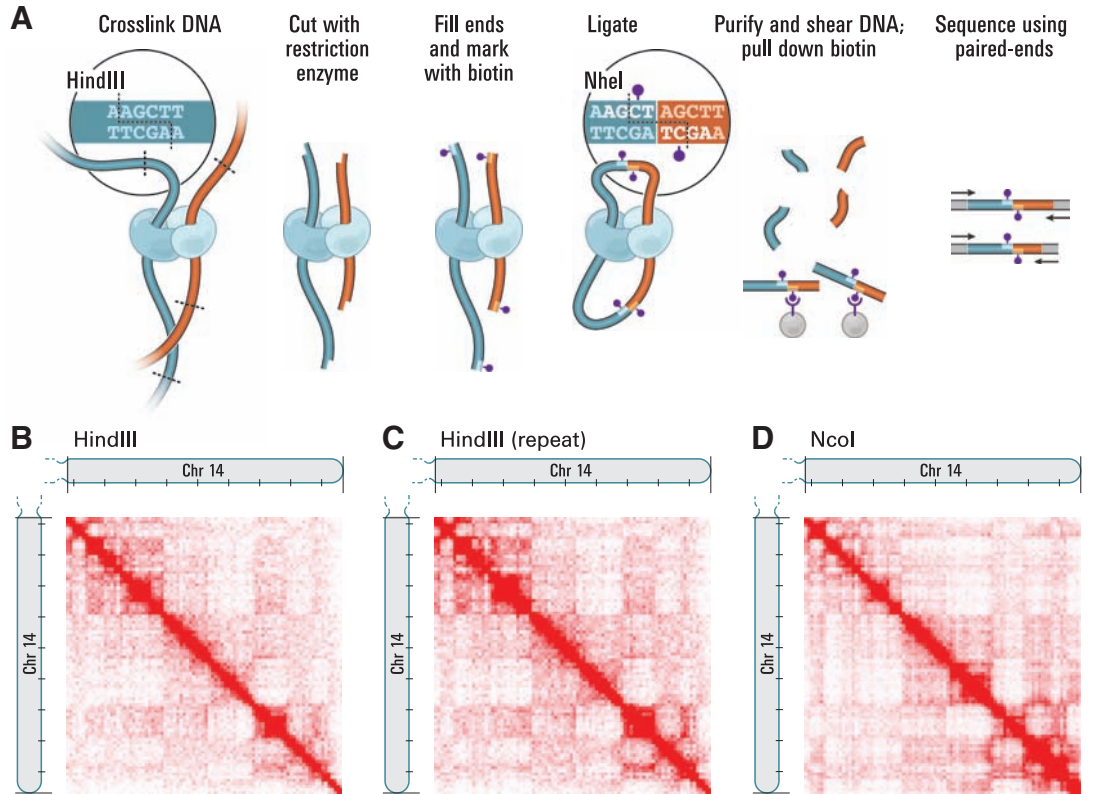 A
Crosslink DNA
Cut with
restriction
enzyme
Fill ends
and mark
with biotin
Ligate
Purify and shear DNA;
pull down biotin
Sequence using
paired-ends
HindIII
AAGCTT
TTCGAA
NheI
AAGCT AGCTT
TTCGA TCGAA
B HindIII
Chr 14
Chr 14
C HindIII (repeat)
Chr 14
Chr 14
D NcoI
Chr 14
Chr 14